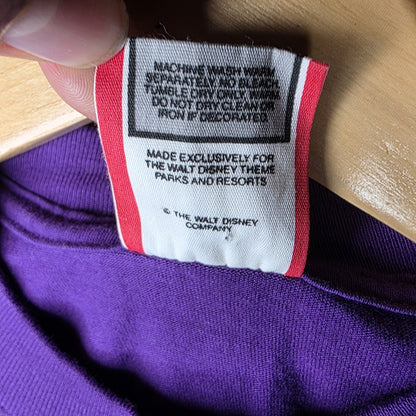 MACHINE WASH WARM
SEPARATELY NO BLEACH.
TUMBLE DRY ONLY WARM
DO NOT DRY CLEAN OR
IRON IF DECORATED.
MADE EXCLUSIVELY FOR
THE WALT DISNEY THEME
PARKS AND RESORTS
© THE WALT DISNEY
COMPANY